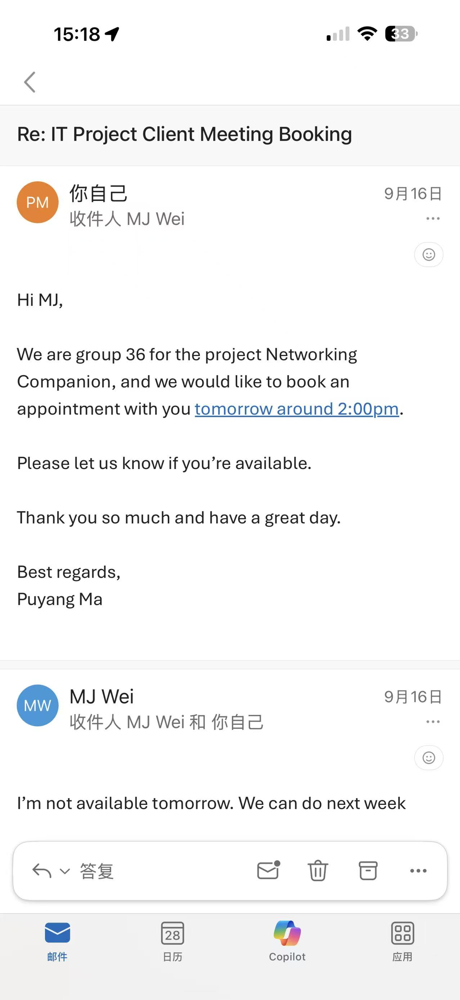 15:18
33
Re: IT Project Client Meeting Booking
PM
你自己
9月16日
收件人 MJ Wei
Hi MJ,
We are group 36 for the project Networking
Companion, and we would like to book an
appointment with you tomorrow around 2:00pm.
Please let us know if you’re available.
Thank you so much and have a great day.
Best regards,
Puyang Ma
MW
MJ Wei
9月16日
收件人 MJ Wei 和 你自己
I’m not available tomorrow. We can do next week
答复
28
邮件
日历
Copilot
应用